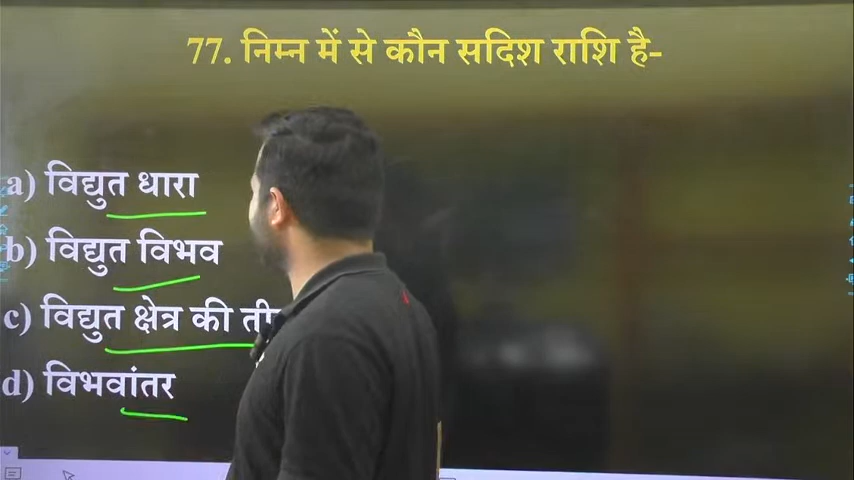 77. निम्न में से कौन सदिश राशि है-
a) विद्युत धारा
b) विद्युत विभव
c) विद्युत क्षेत्र की
d) विभवांतर